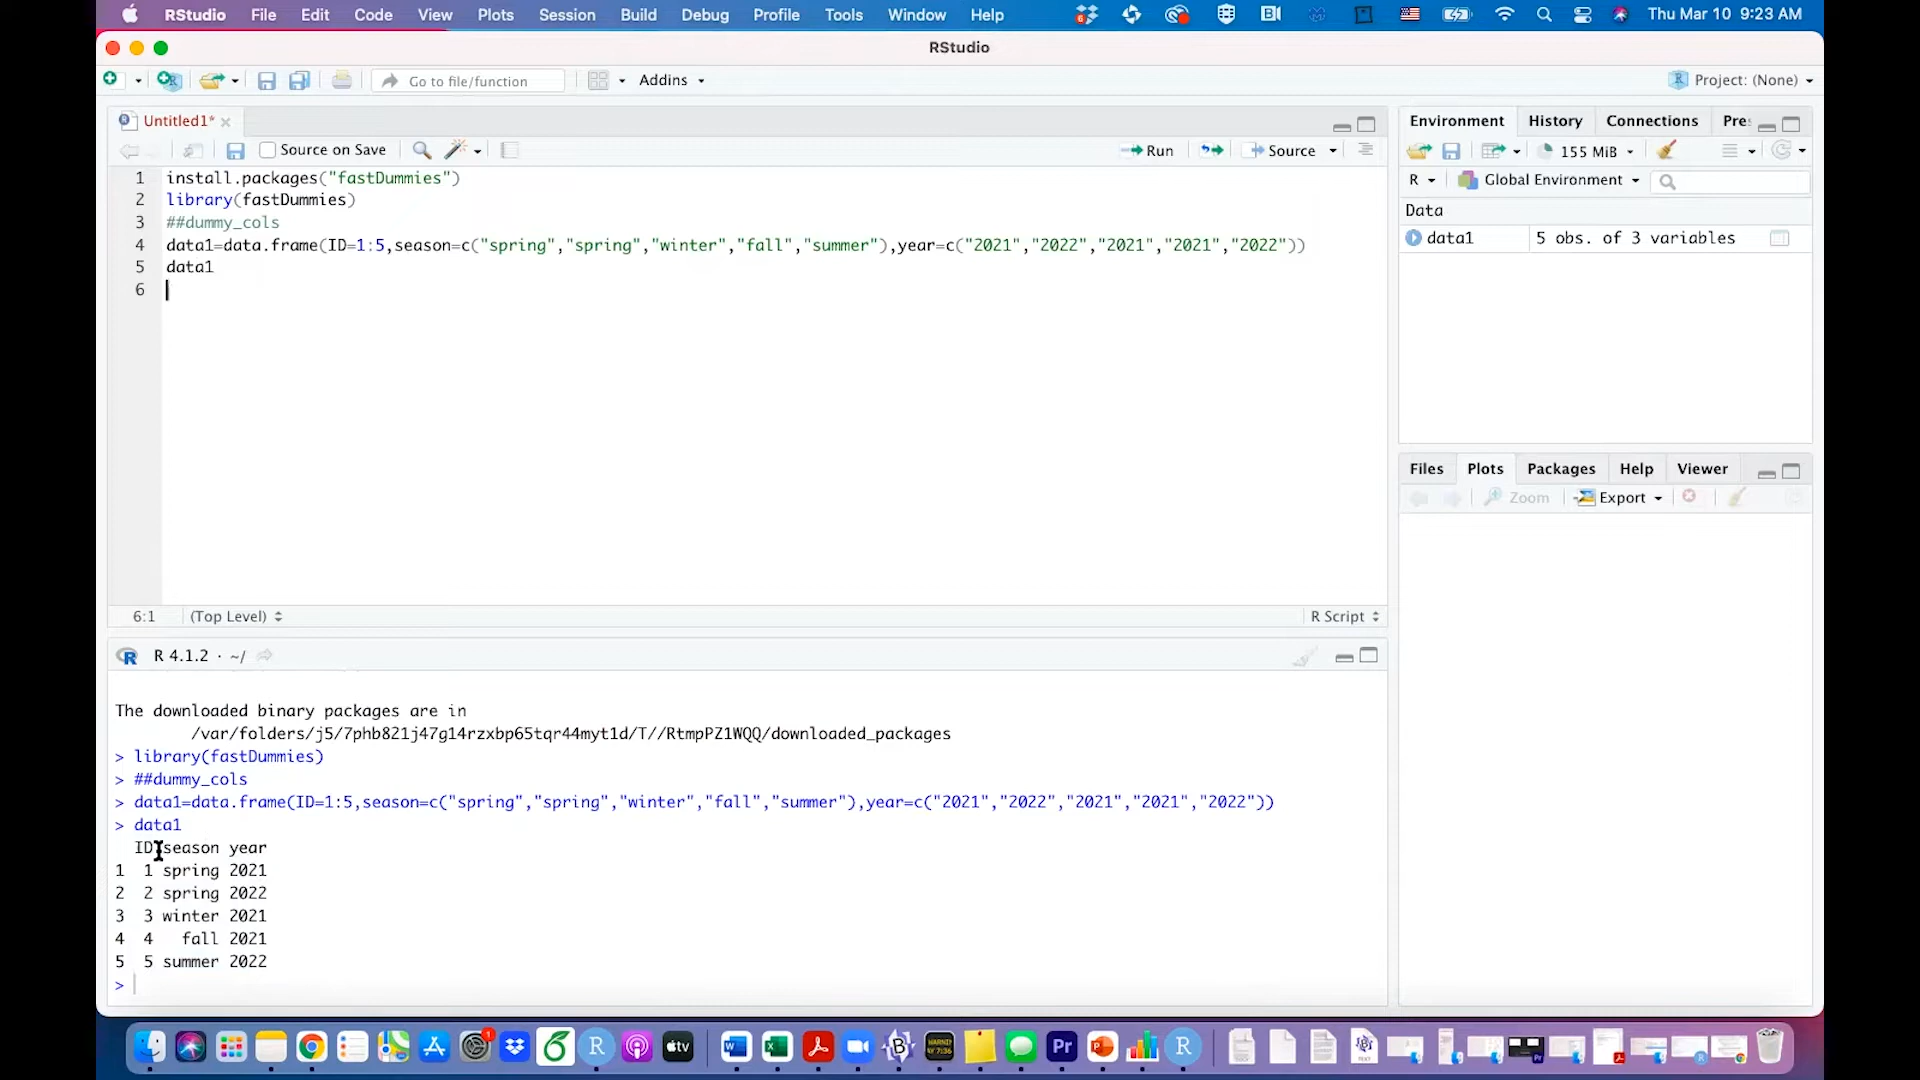 RStudio File Edit Code View Plots Session Build Debug Profile Tools Window Help Thu Mar 10 9:23 AM
RStudio
Go to file/function Addins Project: (None)
Untitled1*
Source on Save Run Source
1 install.packages("fastDummies")
2 library(fastDummies)
3 ##dummy_cols
4 data1=data.frame(ID=1:5,season=c("spring","spring","winter","fall","summer"),year=c("2021","2022","2021","2021","2022"))
5 data1
6
6:1 (Top Level) R Script
R 4.1.2 · ~/
The downloaded binary packages are in
/var/folders/j5/7phb821j47g14rzxbp65tqr44myt1d/T//RtmpPZ1WQQ/downloaded_packages
> library(fastDummies)
> ##dummy_cols
> data1=data.frame(ID=1:5,season=c("spring","spring","winter","fall","summer"),year=c("2021","2022","2021","2021","2022"))
> data1
ID season year
1 1 spring 2021
2 2 spring 2022
3 3 winter 2021
4 4 fall 2021
5 5 summer 2022
>
Environment History Connections Pre
155 MiB
R Global Environment
Data
data1 5 obs. of 3 variables
Files Plots Packages Help Viewer
Zoom Export
tv